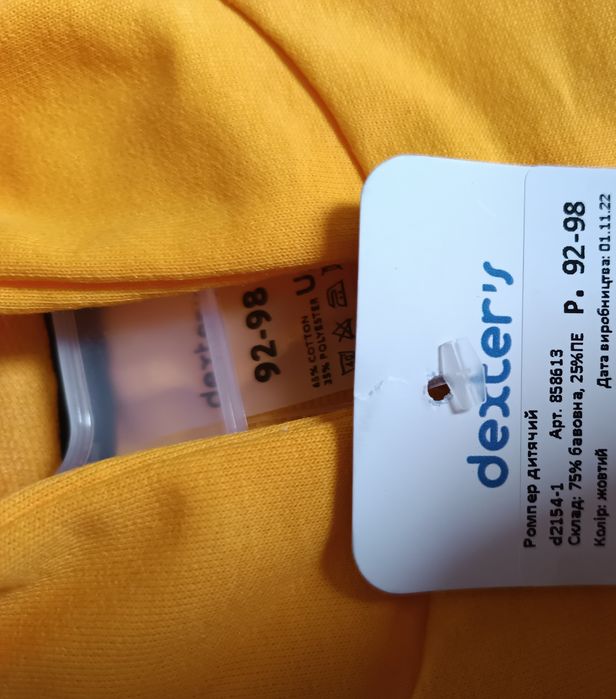 dexter's
Ромпер дитячий
d2154-1 Арт. 858613
Склад: 75% бавовна, 25%ПЕ Р. 92-98
Колір: жовтий Дата виробництва: 01.11.22
92-98
65% COTTON
35% POLYESTER